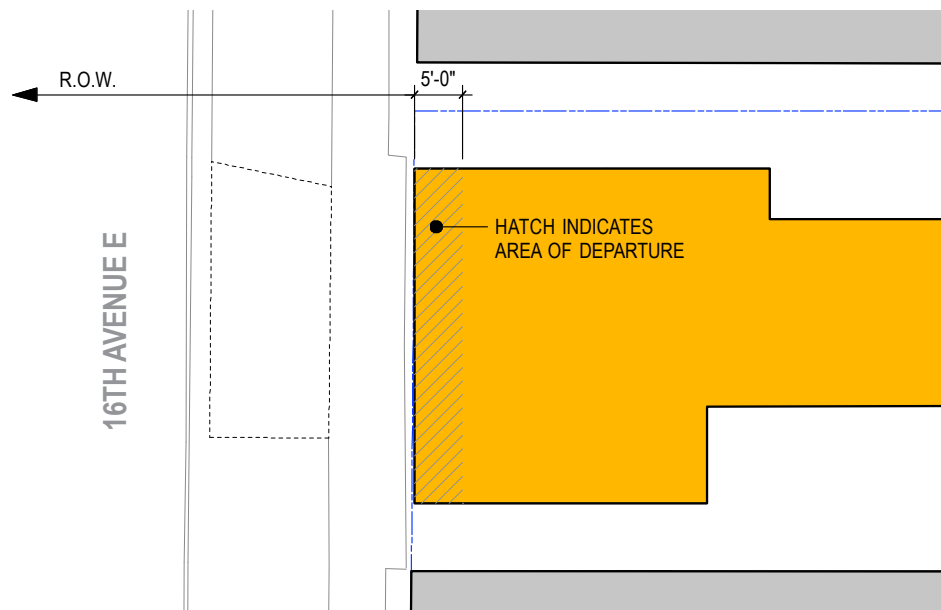 R.O.W.
5'-0"
HATCH INDICATES
AREA OF DEPARTURE
16TH AVENUE E